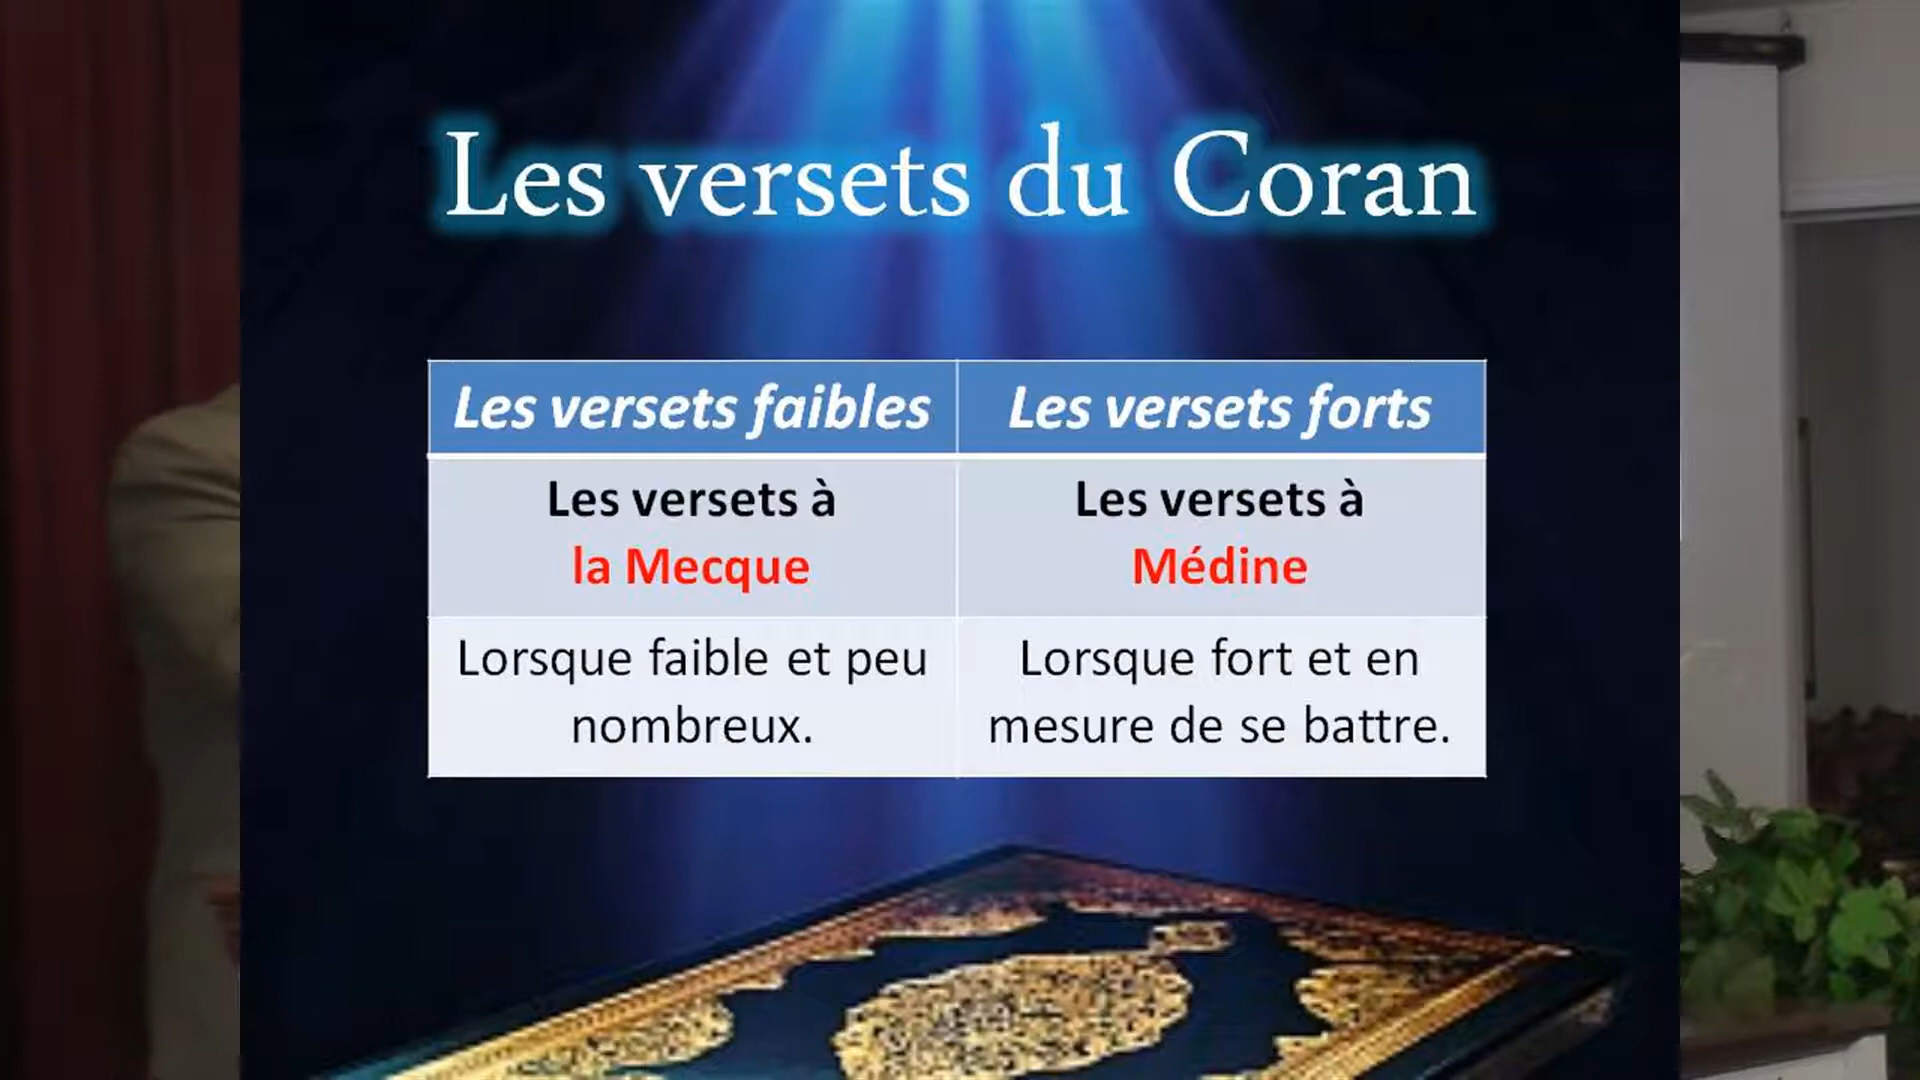 Les versets du Coran
Les versets faibles
Les versets forts
Les versets à
la Mecque
Les versets à
Médine
Lorsque faible et peu
nombreux.
Lorsque fort et en
mesure de se battre.